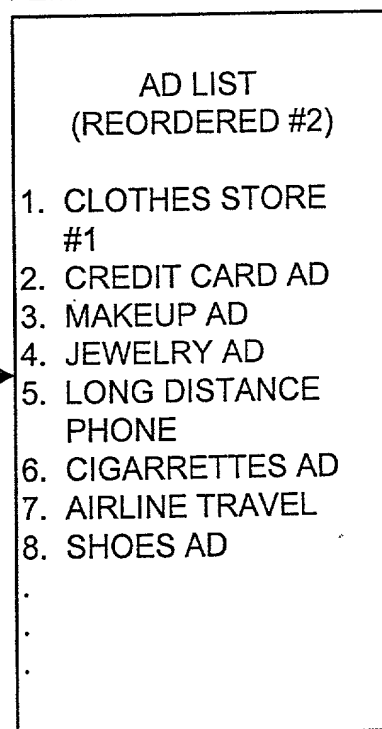 AD LIST
(REORDERED #2)
1. CLOTHES STORE
#1
2. CREDIT CARD AD
3. MAKEUP AD
4. JEWELRY AD
5. LONG DISTANCE
PHONE
6. CIGARRETTES AD
7. AIRLINE TRAVEL
8. SHOES AD
.
.
.